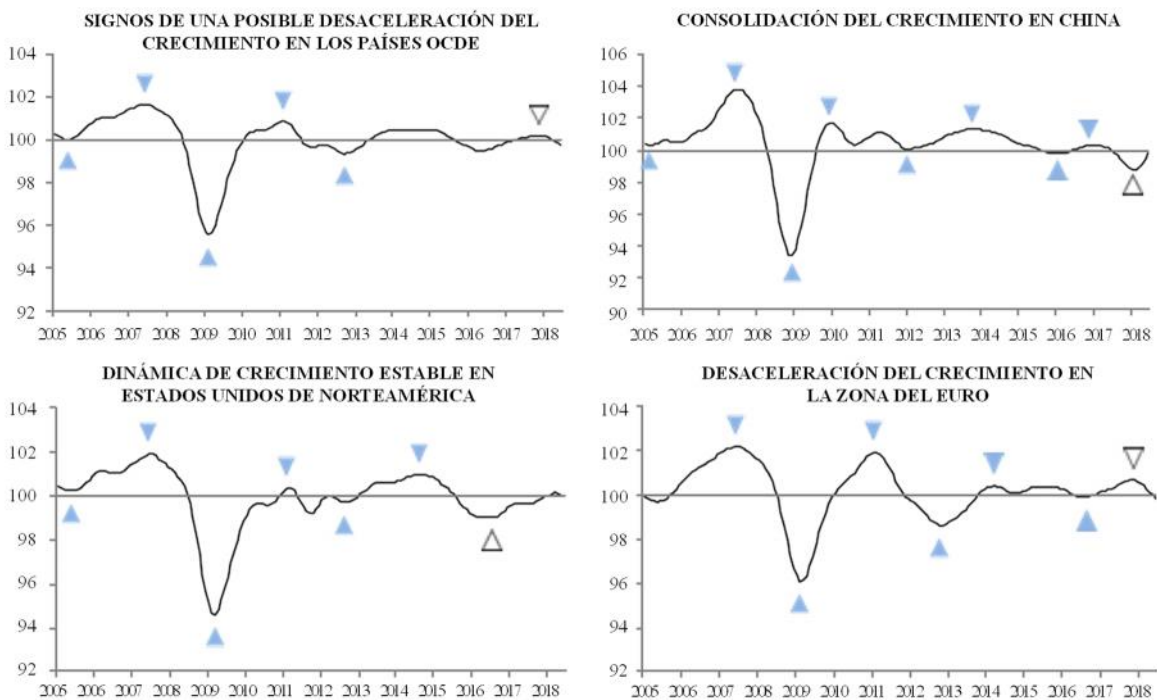 SIGNOS DE UNA POSIBLE DESACELERACIÓN DEL
CRECIMIENTO EN LOS PAÍSES OCDE
104
102
100
98
96
94
92
2005 2006 2007 2008 2009 2010 2011 2012 2013 2014 2015 2016 2017 2018
CONSOLIDACIÓN DEL CRECIMIENTO EN CHINA
106
104
102
100
98
96
94
92
90
2005 2006 2007 2008 2009 2010 2011 2012 2013 2014 2015 2016 2017 2018
DINÁMICA DE CRECIMIENTO ESTABLE EN
ESTADOS UNIDOS DE NORTEAMÉRICA
104
102
100
98
96
94
92
2005 2006 2007 2008 2009 2010 2011 2012 2013 2014 2015 2016 2017 2018
DESACELERACIÓN DEL CRECIMIENTO EN
LA ZONA DEL EURO
104
102
100
98
96
94
92
2005 2006 2007 2008 2009 2010 2011 2012 2013 2014 2015 2016 2017 2018